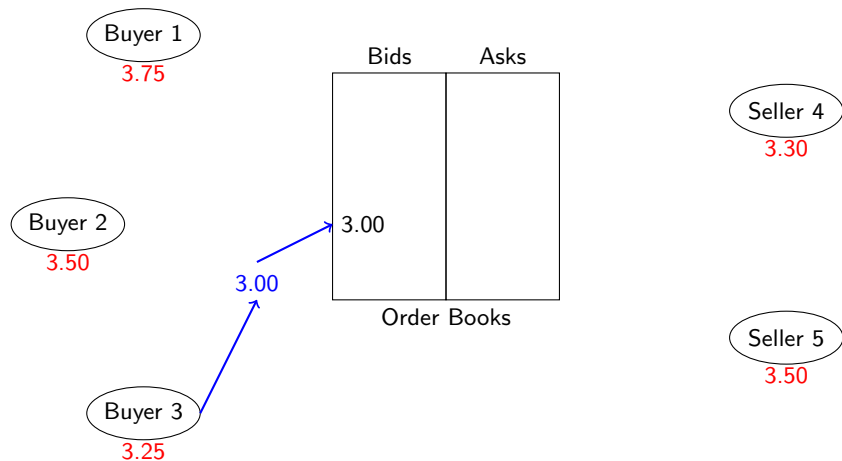 Buyer 1
3.75
Bids
Asks
Seller 4
3.30
Buyer 2
3.50
3.00
3.00
Order Books
Seller 5
3.50
Buyer 3
3.25